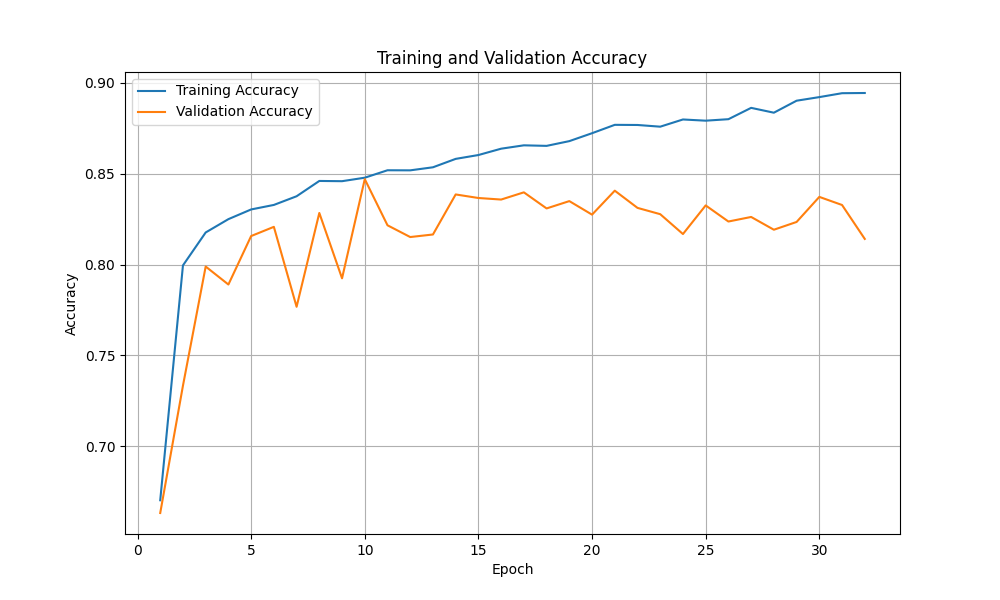 Training and Validation Accuracy
Training Accuracy
Validation Accuracy
0.90
0.85
0.80
0.75
0.70
Accuracy
0
5
10
15
20
25
30
Epoch